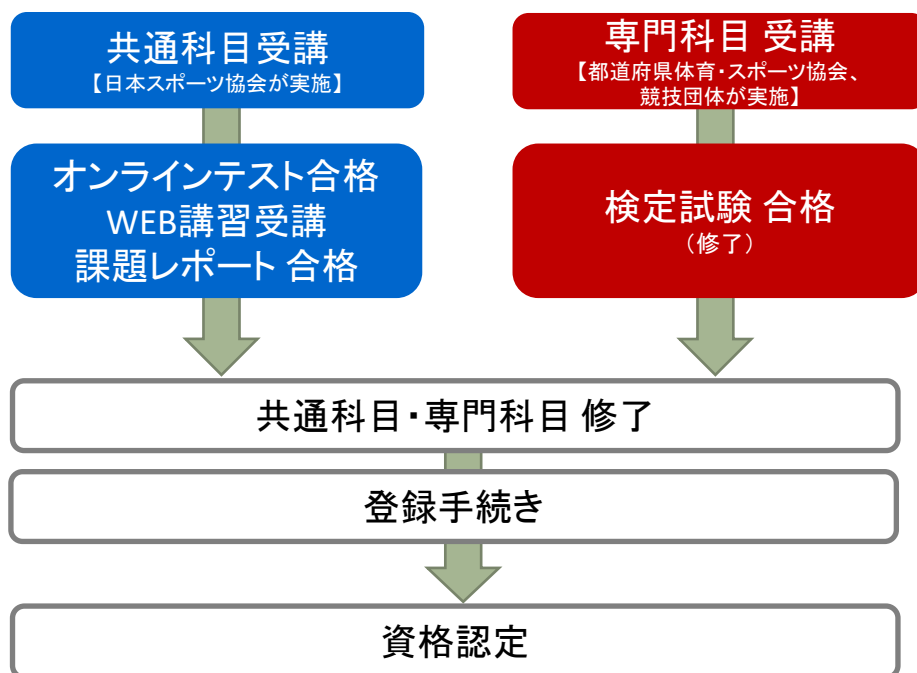 共通科目受講
【日本スポーツ協会が実施】
専門科目 受講
【都道府県体育・スポーツ協会、
競技団体が実施】
オンラインテスト合格
WEB講習受講
課題レポート 合格
検定試験 合格
(修了)
共通科目・専門科目 修了
登録手続き
資格認定